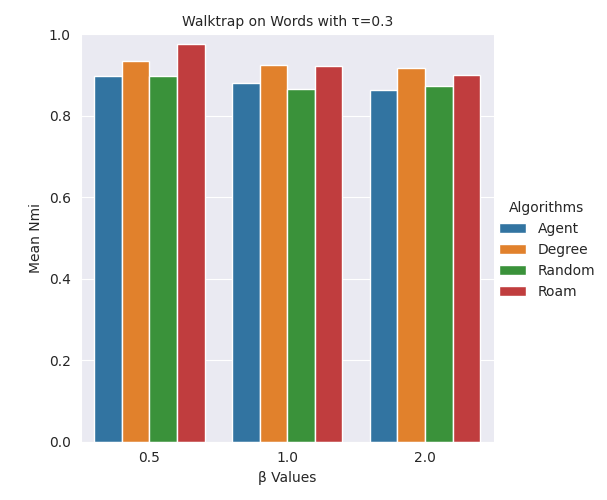 Walktrap on Words with τ=0.3
1.0
0.8
0.6
0.4
0.2
0.0
Mean Nmi
0.5 1.0 2.0
β Values
Algorithms
Agent
Degree
Random
Roam